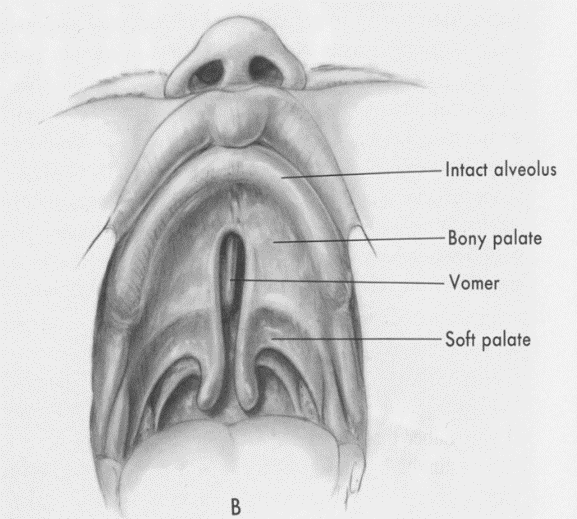 Intact alveolus
Bony palate
Vomer
Soft palate
B